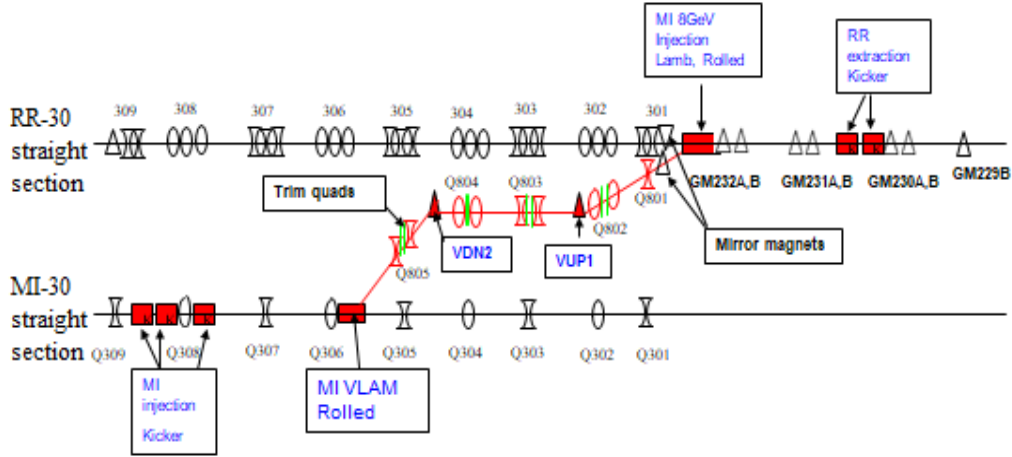 MI 8GeV
Injection
Lamb, Rolled
RR
extraction
Kicker
309
308
307
306
305
304
303
302
301
RR-30
straight
section
K
K
GM232A,B
GM231A,B
GM230A,B
GM229B
Trim quads
Q804
Q803
Q802
Q801
Mirror magnets
VDN2
VUP1
Q805
MI-30
straight
section
K
K
K
Q309
Q308
Q307
Q306
Q305
Q304
Q303
Q302
Q301
MI
injection
Kicker
MI VLAM
Rolled